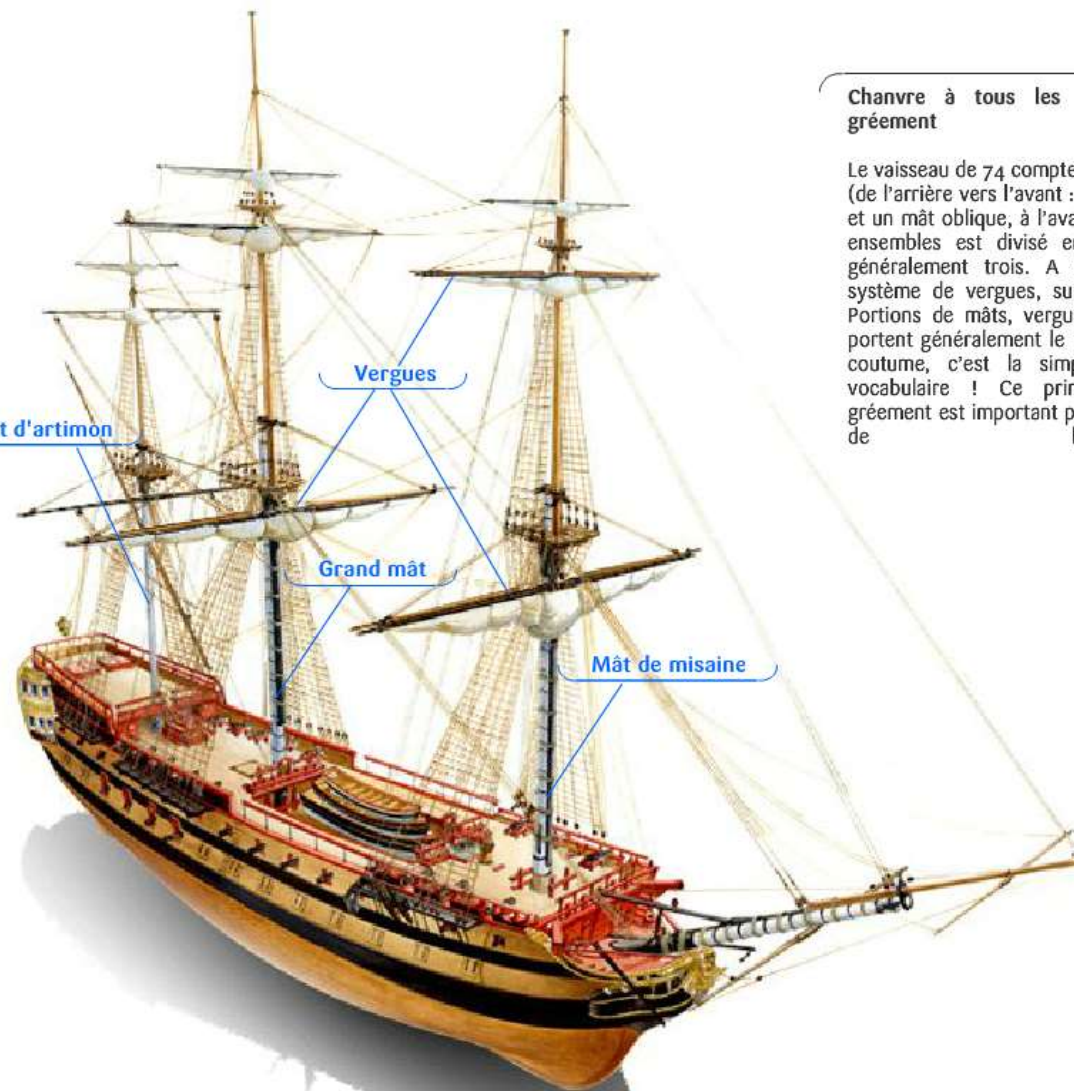 Chanvre à tous les
gréement
Le vaisseau de 74 compte
(de l'arrière vers l'avant :
et un mât oblique, à l'ava
ensembles est divisé en
généralement trois. A
système de vergues, su
Portions de mâts, vergu
portent généralement le
coutume, c'est la simp
vocabulaire ! Ce prin
gréement est important p
de
Vergues
t d'artimon
Grand mât
Mât de misaine